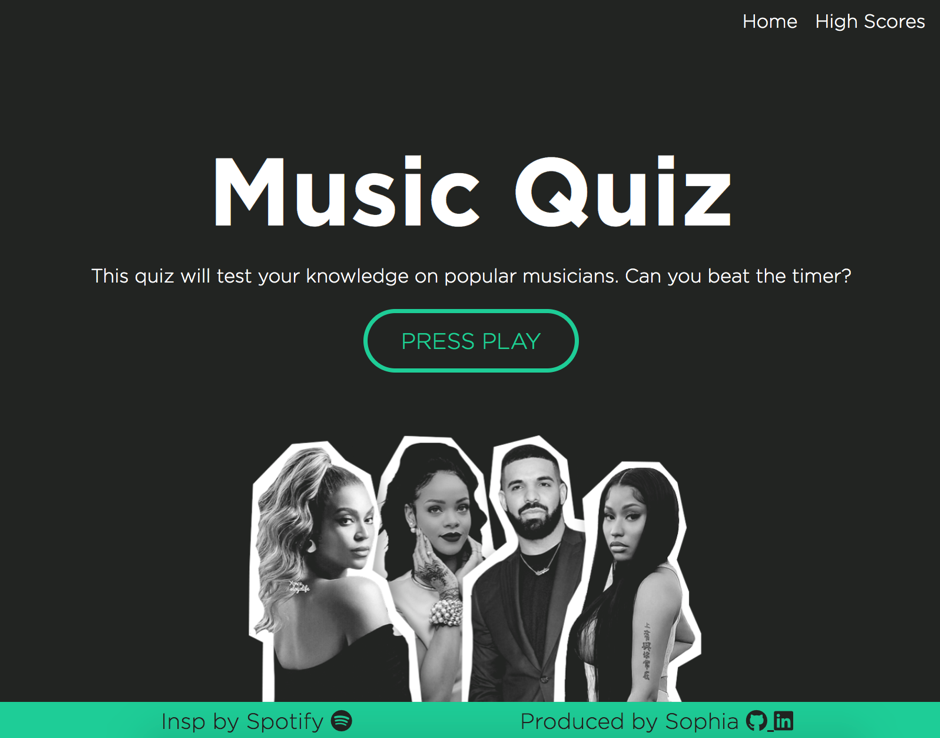 Home High Scores
Music Quiz
This quiz will test your knowledge on popular musicians. Can you beat the timer?
PRESS PLAY
Insp by Spotify
Produced by Sophia